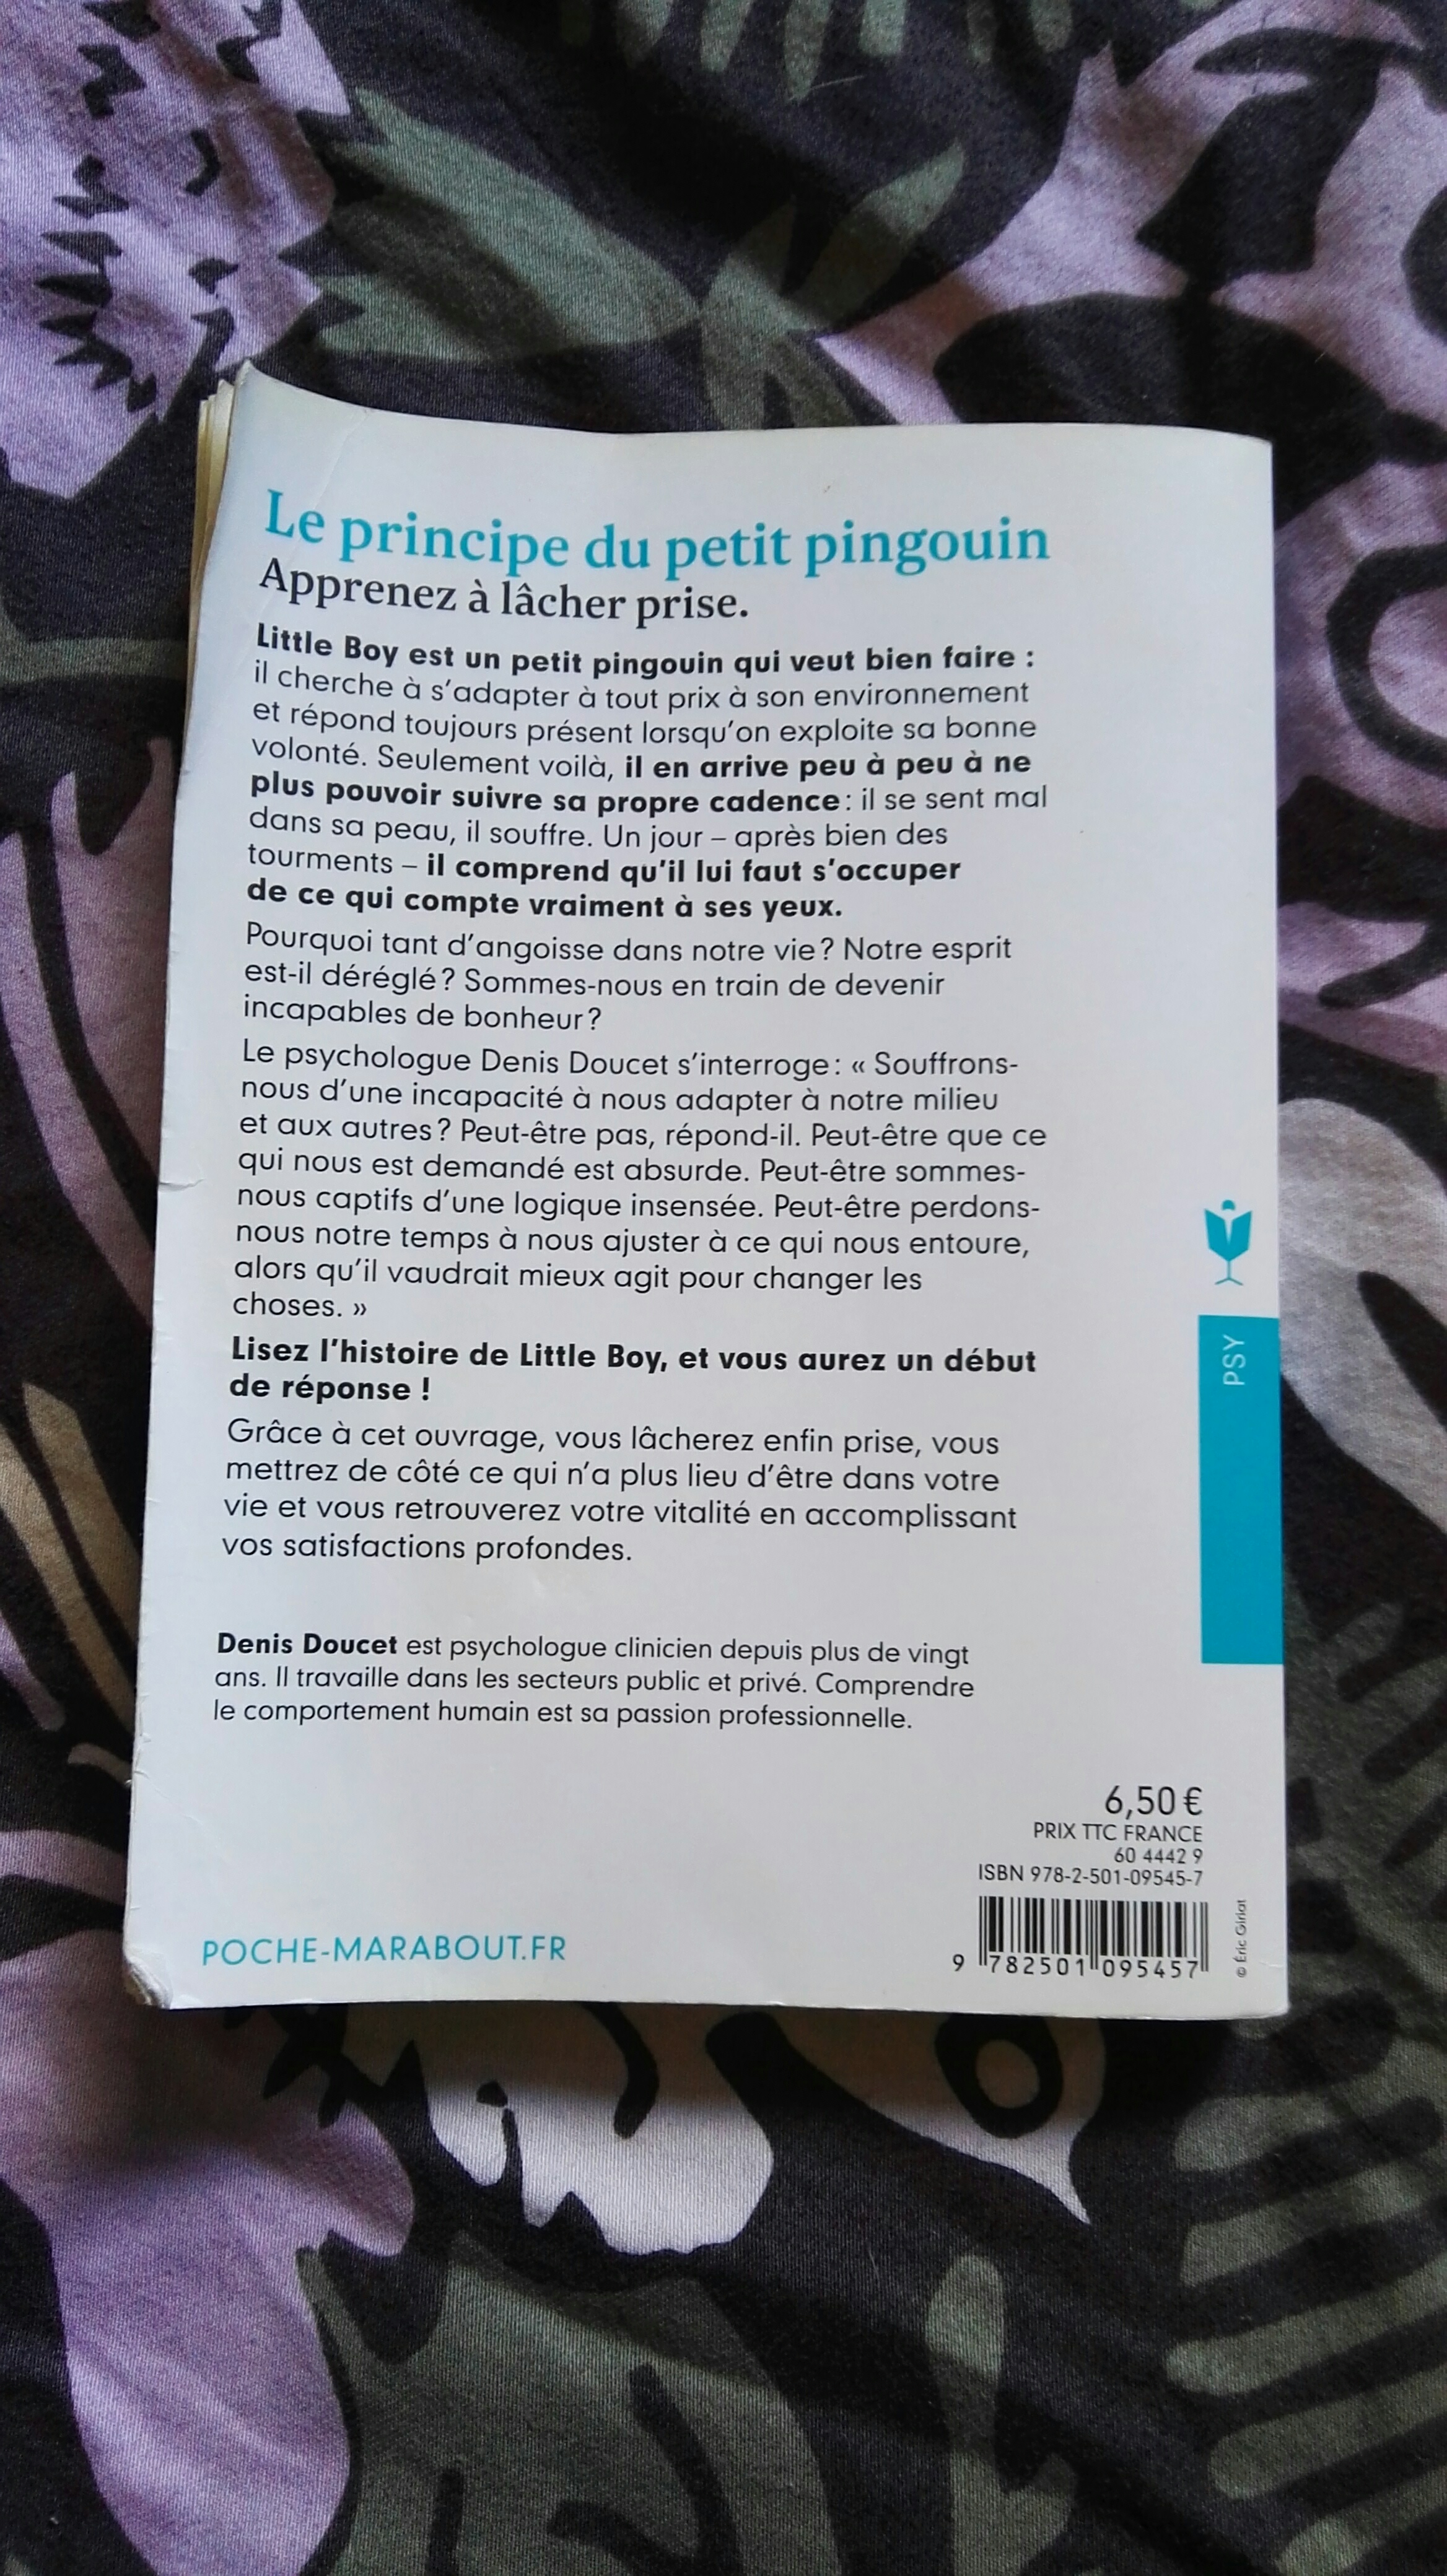 Le principe du petit pingouin
Apprenez à lâcher prise.
Little Boy est un petit pingouin qui veut bien faire :
il cherche à s'adapter à tout prix à son environnement
et répond toujours présent lorsqu'on exploite sa bonne
volonté. Seulement voilà, il en arrive peu à peu à ne
plus pouvoir suivre sa propre cadence : il se sent mal
dans sa peau, il souffre. Un jour – après bien des
tourments – il comprend qu'il lui faut s'occuper
de ce qui compte vraiment à ses yeux.
Pourquoi tant d'angoisse dans notre vie ? Notre esprit
est-il déréglé ? Sommes-nous en train de devenir
incapables de bonheur ?
Le psychologue Denis Doucet s'interroge : « Souffrons-
nous d'une incapacité à nous adapter à notre milieu
et aux autres ? Peut-être pas, répond-il. Peut-être que ce
qui nous est demandé est absurde. Peut-être sommes-
nous captifs d'une logique insensée. Peut-être perdons-
nous notre temps à nous ajuster à ce qui nous entoure,
alors qu'il vaudrait mieux agit pour changer les
choses. »
Lisez l'histoire de Little Boy, et vous aurez un début
de réponse !
Grâce à cet ouvrage, vous lâcherez enfin prise, vous
mettrez de côté ce qui n'a plus lieu d'être dans votre
vie et vous retrouverez votre vitalité en accomplissant
vos satisfactions profondes.
Denis Doucet est psychologue clinicien depuis plus de vingt
ans. Il travaille dans les secteurs public et privé. Comprendre
le comportement humain est sa passion professionnelle.
PSY
6,50 €
PRIX TTC FRANCE
60 4442 9
ISBN 978-2-501-09545-7
9 782501 095457
© Éric Giriat
POCHE-MARABOUT.FR